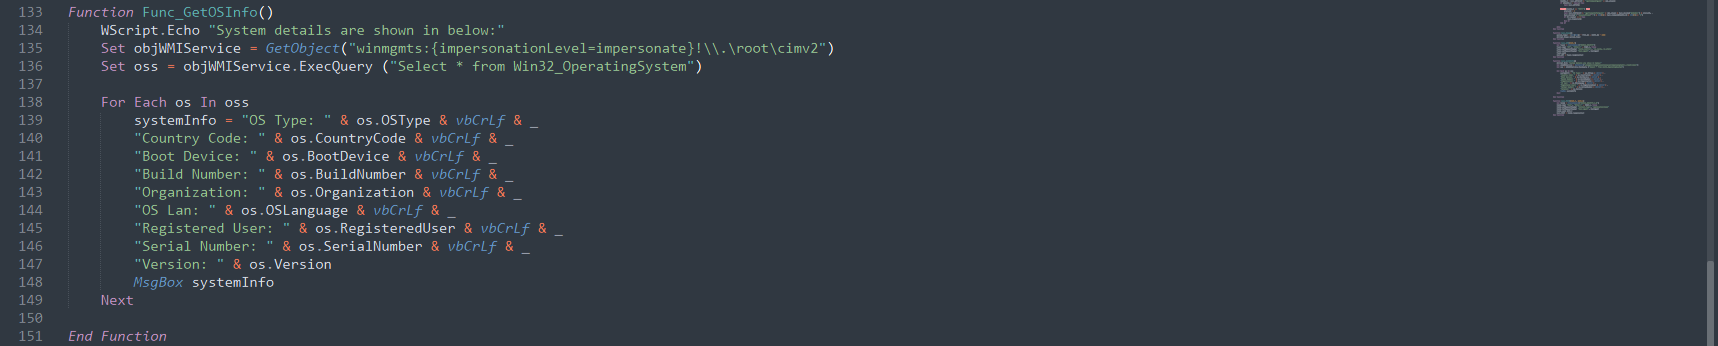 133 Function Func_GetOSInfo()
134 WScript.Echo "System details are shown in below:"
135 Set objWMIService = GetObject("winmgmts:{impersonationLevel=impersonate}!\\.\root\cimv2")
136 Set oss = objWMIService.ExecQuery ("Select * from Win32_OperatingSystem")
137
138 For Each os In oss
139 systemInfo = "OS Type: " & os.OSType & vbCrLf & _
140 "Country Code: " & os.CountryCode & vbCrLf & _
141 "Boot Device: " & os.BootDevice & vbCrLf & _
142 "Build Number: " & os.BuildNumber & vbCrLf & _
143 "Organization: " & os.Organization & vbCrLf & _
144 "OS Lan: " & os.OSLanguage & vbCrLf & _
145 "Registered User: " & os.RegisteredUser & vbCrLf & _
146 "Serial Number: " & os.SerialNumber & vbCrLf & _
147 "Version: " & os.Version
148 MsgBox systemInfo
149 Next
150
151 End Function